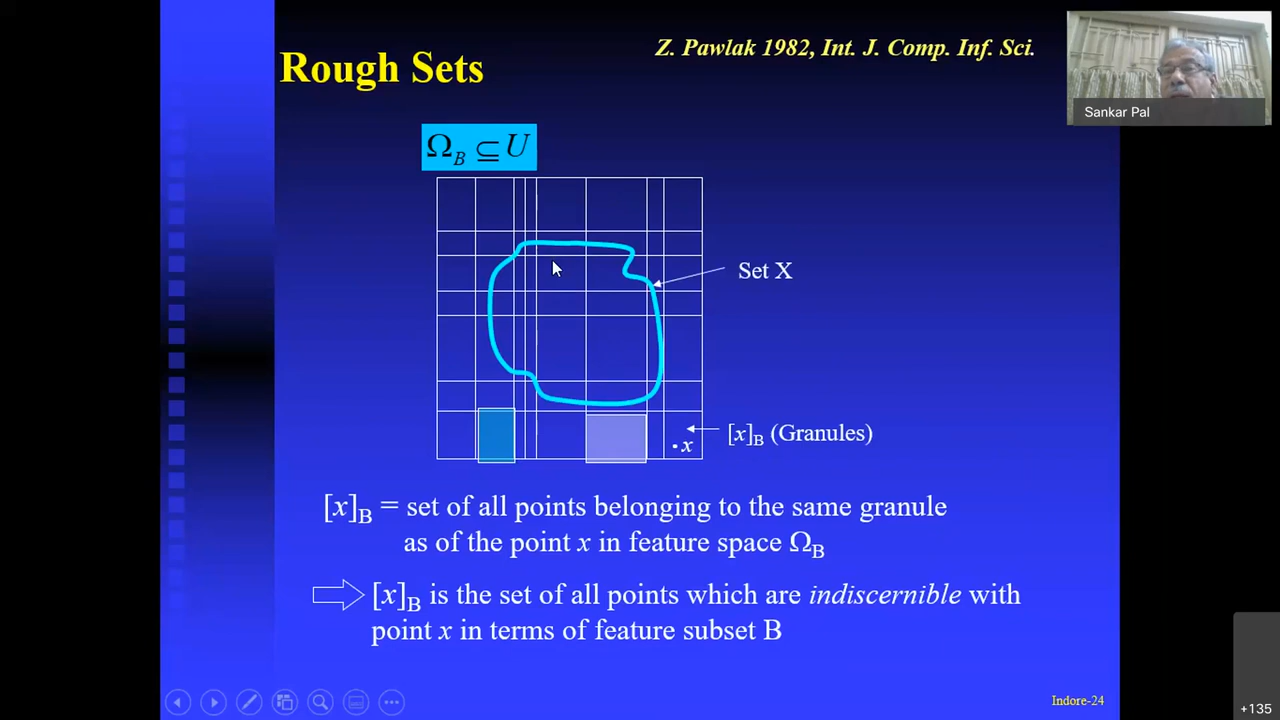 Z. Pawlak 1982, Int. J. Comp. Inf. Sci.
Rough Sets
Sankar Pal
Ω_B ⊆ U
Set X
[x]_B (Granules)
· x
[x]_B = set of all points belonging to the same granule
as of the point x in feature space Ω_B
[x]_B is the set of all points which are indiscernible with
point x in terms of feature subset B
Indore-24
+135